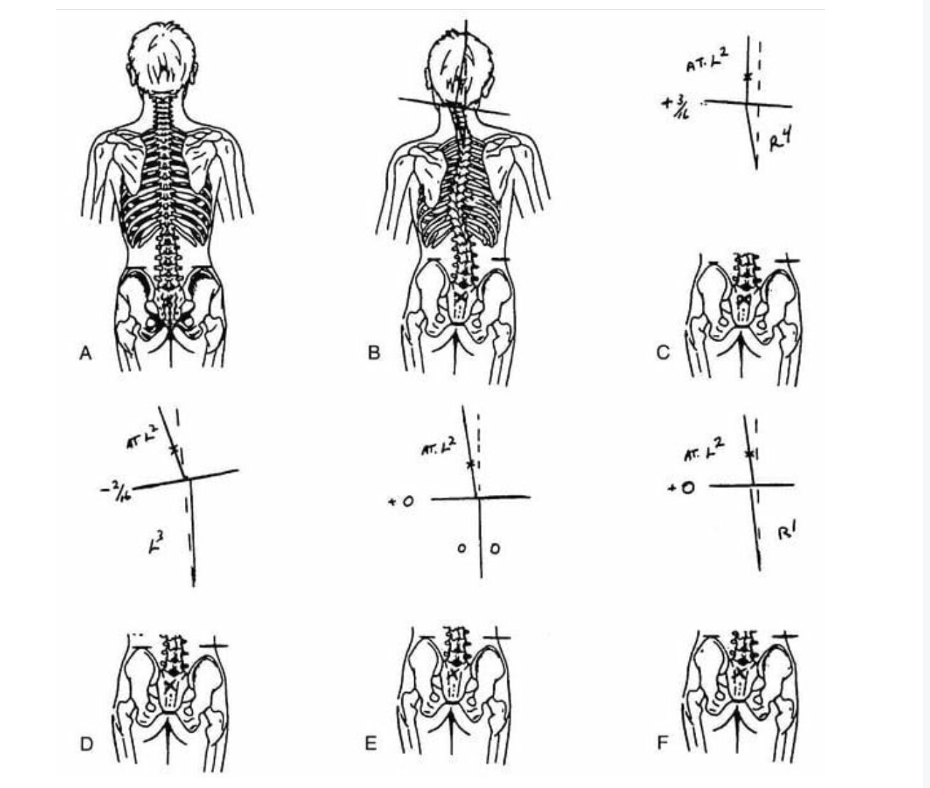 AT. L²
+ 3/16
R⁴
A
B
C
AT L²
- 2/16
L³
AT. L²
+ 0
0 0
AT. L²
+ 0
R¹
D
E
F